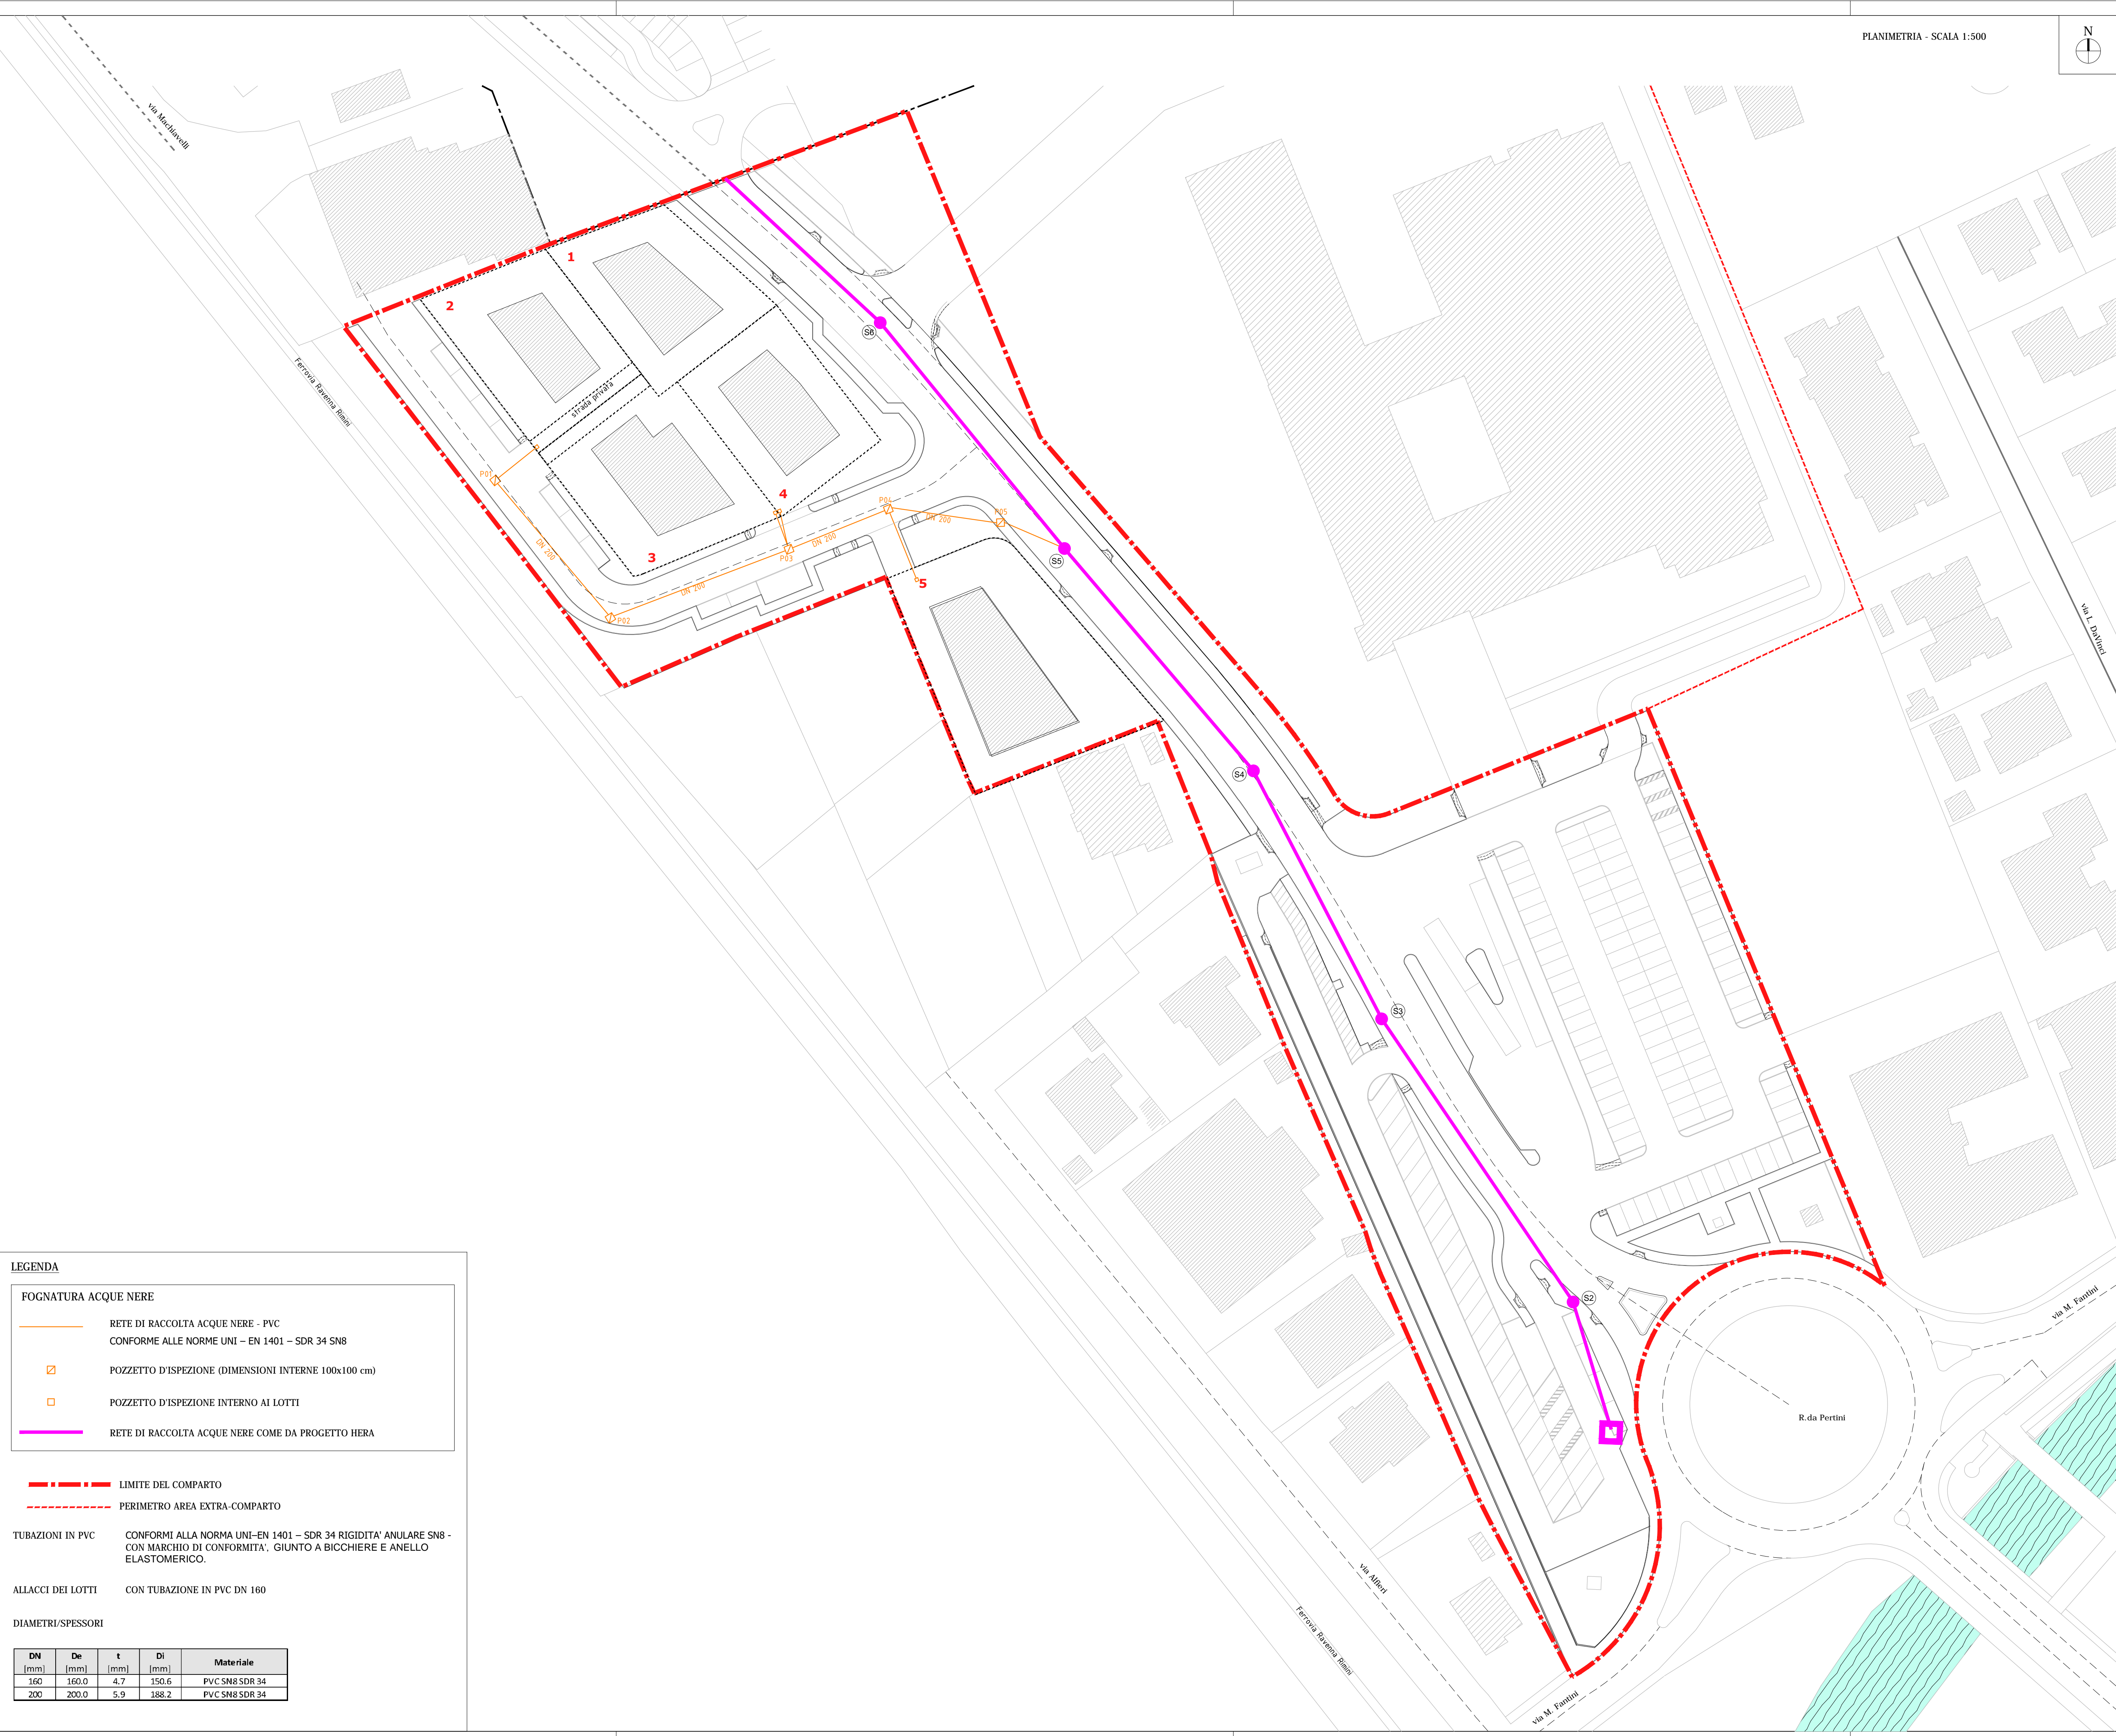 PLANIMETRIA - SCALA 1:500
N
via Machiavelli
Ferrovia Ravenna Rimini
1
2
strada privata
S6
P01
4
P04
P05
DN 200
DN 200
DN 200
P03
S5
3
5
DN 200
P02
via L. DaVinci
S4
S3
S2
via M. Fantini
R.da Pertini
via Alfieri
Ferrovia Ravenna Rimini
via M. Fantini
LEGENDA
FOGNATURA ACQUE NERE
RETE DI RACCOLTA ACQUE NERE - PVC
CONFORME ALLE NORME UNI – EN 1401 – SDR 34 SN8
POZZETTO D'ISPEZIONE (DIMENSIONI INTERNE 100x100 cm)
POZZETTO D'ISPEZIONE INTERNO AI LOTTI
RETE DI RACCOLTA ACQUE NERE COME DA PROGETTO HERA
LIMITE DEL COMPARTO
PERIMETRO AREA EXTRA-COMPARTO
TUBAZIONI IN PVC CONFORMI ALLA NORMA UNI–EN 1401 – SDR 34 RIGIDITA' ANULARE SN8 -
CON MARCHIO DI CONFORMITA', GIUNTO A BICCHIERE E ANELLO
ELASTOMERICO.
ALLACCI DEI LOTTI CON TUBAZIONE IN PVC DN 160
DIAMETRI/SPESSORI
DN De t Di Materiale
[mm] [mm] [mm] [mm]
160 160.0 4.7 150.6 PVC SN8 SDR 34
200 200.0 5.9 188.2 PVC SN8 SDR 34